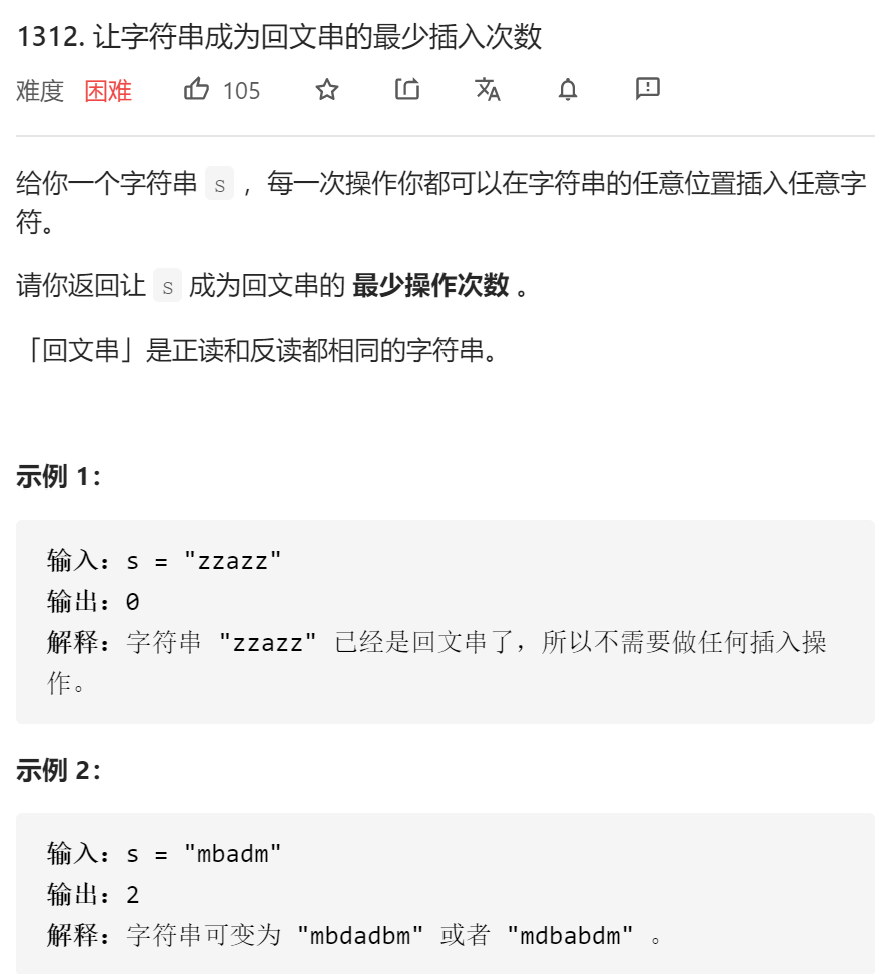 1312. 让字符串成为回文串的最少插入次数
难度 困难 105 文A
给你一个字符串 s ，每一次操作你都可以在字符串的任意位置插入任意字
符。
请你返回让 s 成为回文串的 最少操作次数 。
「回文串」是正读和反读都相同的字符串。
示例 1：
输入：s = "zzazz"
输出：0
解释：字符串 "zzazz" 已经是回文串了，所以不需要做任何插入操
作。
示例 2：
输入：s = "mbadm"
输出：2
解释：字符串可变为 "mbdadbm" 或者 "mdbabdm" 。